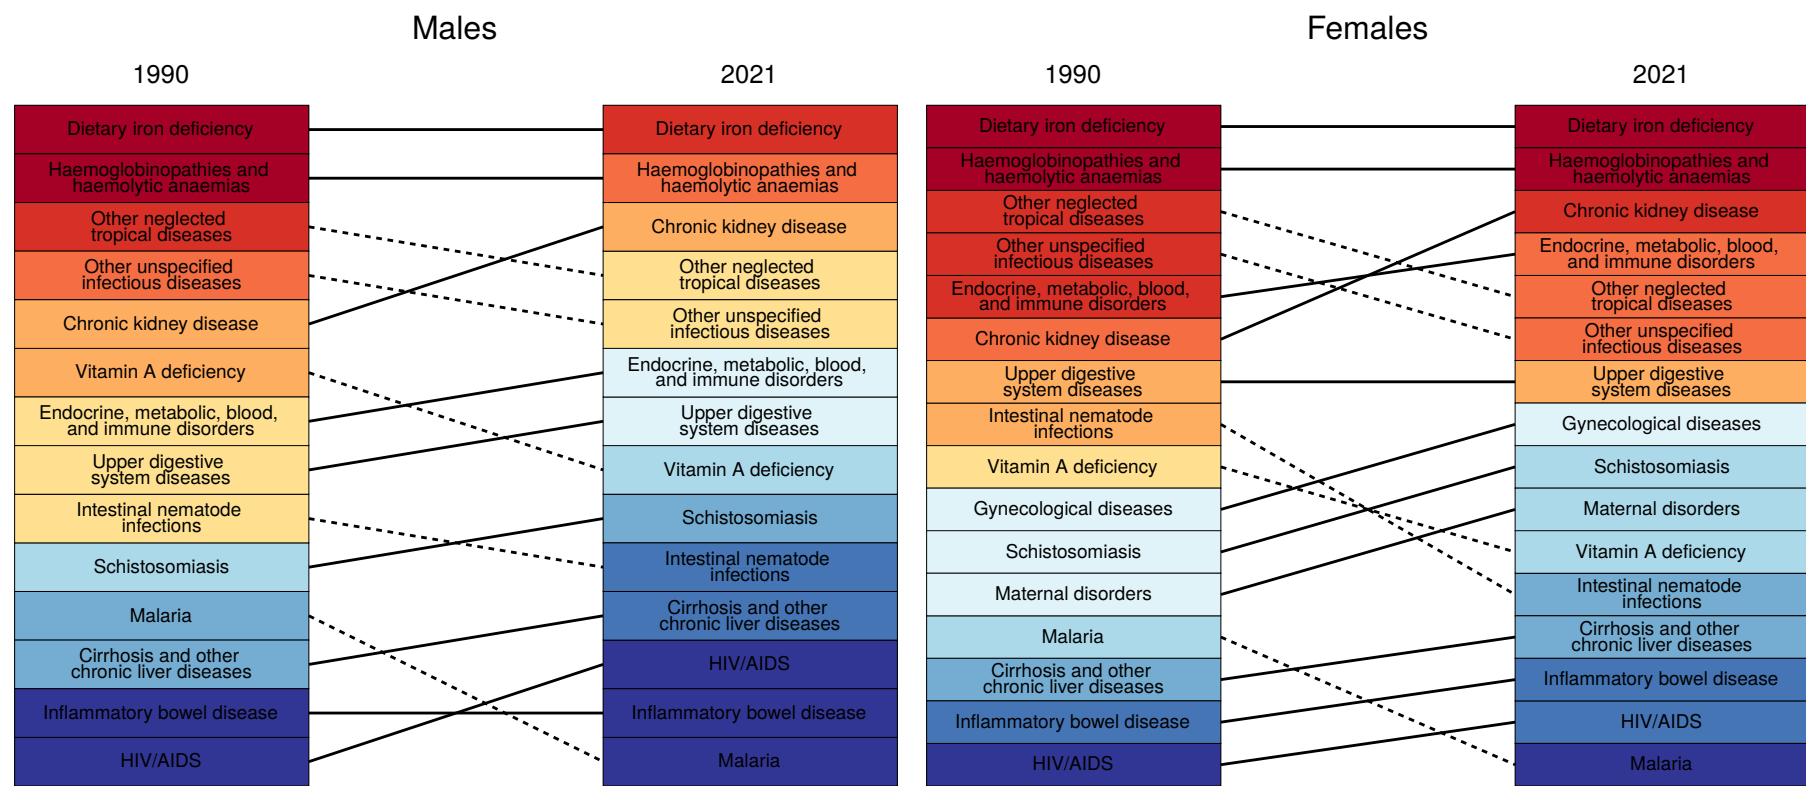 Males
1990
2021
Dietary iron deficiency
Haemoglobinopathies and
haemolytic anaemias
Other neglected
tropical diseases
Other unspecified
infectious diseases
Chronic kidney disease
Vitamin A deficiency
Endocrine, metabolic, blood,
and immune disorders
Upper digestive
system diseases
Intestinal nematode
infections
Schistosomiasis
Malaria
Cirrhosis and other
chronic liver diseases
Inflammatory bowel disease
HIV/AIDS
Dietary iron deficiency
Haemoglobinopathies and
haemolytic anaemias
Chronic kidney disease
Other neglected
tropical diseases
Other unspecified
infectious diseases
Endocrine, metabolic, blood,
and immune disorders
Upper digestive
system diseases
Vitamin A deficiency
Schistosomiasis
Intestinal nematode
infections
Cirrhosis and other
chronic liver diseases
HIV/AIDS
Inflammatory bowel disease
Malaria
Females
1990
2021
Dietary iron deficiency
Haemoglobinopathies and
haemolytic anaemias
Other neglected
tropical diseases
Other unspecified
infectious diseases
Endocrine, metabolic, blood,
and immune disorders
Chronic kidney disease
Upper digestive
system diseases
Intestinal nematode
infections
Vitamin A deficiency
Gynecological diseases
Schistosomiasis
Maternal disorders
Malaria
Cirrhosis and other
chronic liver diseases
Inflammatory bowel disease
HIV/AIDS
Dietary iron deficiency
Haemoglobinopathies and
haemolytic anaemias
Chronic kidney disease
Endocrine, metabolic, blood,
and immune disorders
Other neglected
tropical diseases
Other unspecified
infectious diseases
Upper digestive
system diseases
Gynecological diseases
Schistosomiasis
Maternal disorders
Vitamin A deficiency
Intestinal nematode
infections
Cirrhosis and other
chronic liver diseases
Inflammatory bowel disease
HIV/AIDS
Malaria